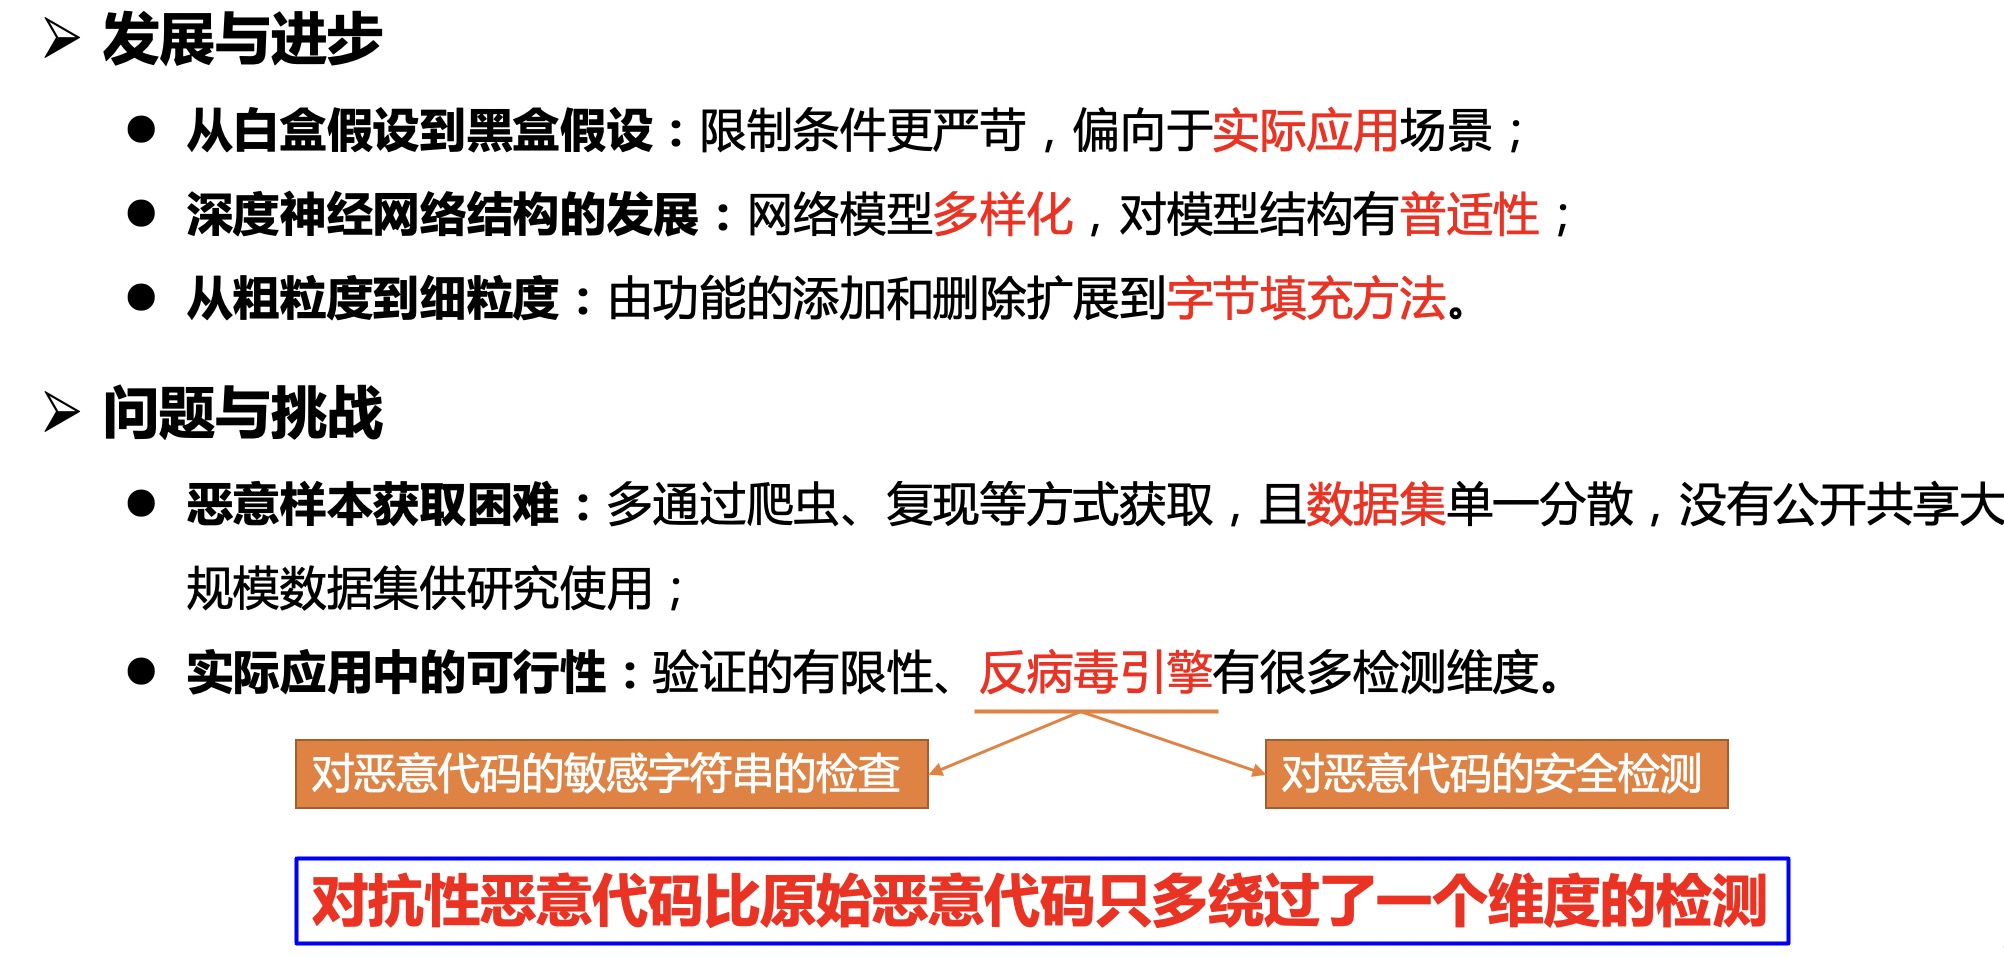 发展与进步
从白盒假设到黑盒假设：限制条件更严苛，偏向于实际应用场景；
深度神经网络结构的发展：网络模型多样化，对模型结构有普适性；
从粗粒度到细粒度：由功能的添加和删除扩展到字节填充方法。
问题与挑战
恶意样本获取困难：多通过爬虫、复现等方式获取，且数据集单一分散，没有公开共享大
规模数据集供研究使用；
实际应用中的可行性：验证的有限性、反病毒引擎有很多检测维度。
对恶意代码的敏感字符串的检查
对恶意代码的安全检测
对抗性恶意代码比原始恶意代码只多绕过了一个维度的检测